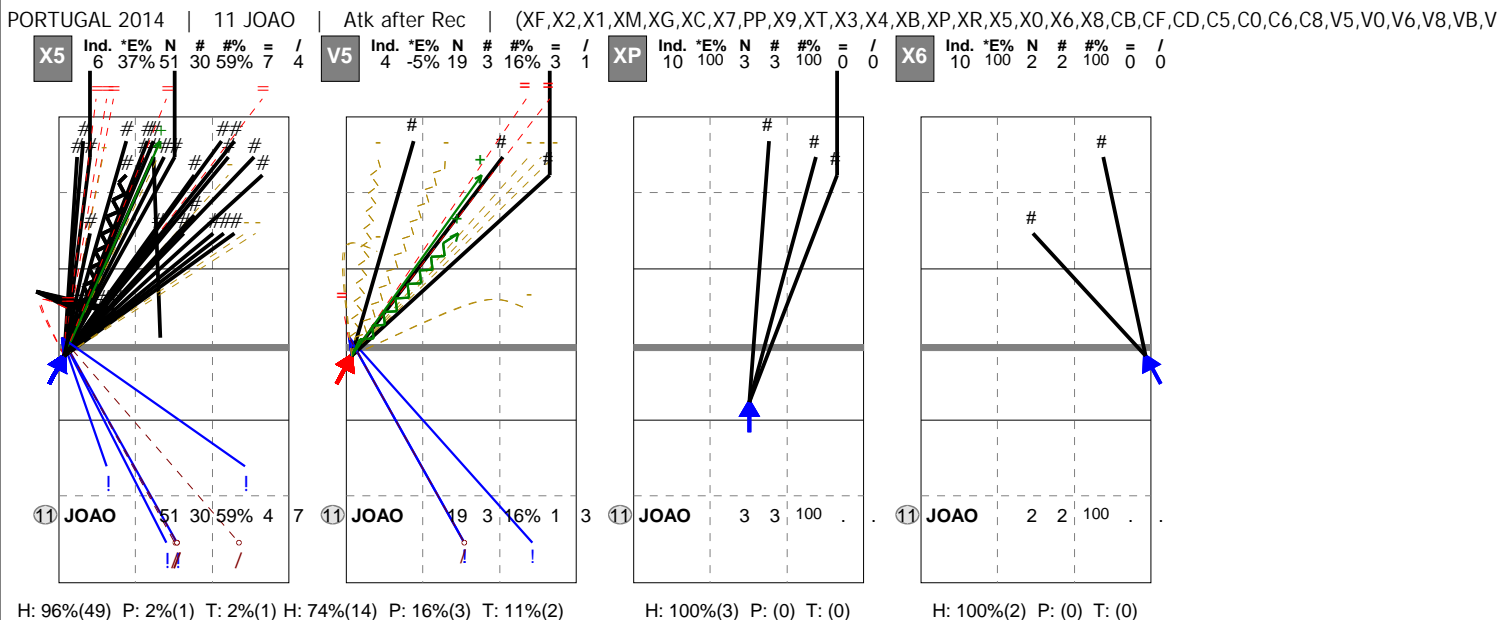 PORTUGAL 2014 | 11 JOAO | Atk after Rec | (XF,X2,X1,XM,XG,XC,X7,PP,X9,XT,X3,X4,XB,XP,XR,X5,X0,X6,X8,CB,CF,CD,C5,C0,C6,C8,V5,V0,V6,V8,VB,V
X5 Ind. *E% N # #% = /
6 37% 51 30 59% 7 4
V5 Ind. *E% N # #% = /
4 -5% 19 3 16% 3 1
XP Ind. *E% N # #% = /
10 100 3 3 100 0 0
X6 Ind. *E% N # #% = /
10 100 2 2 100 0 0
11 JOAO 51 30 59% 4 7
11 JOAO 19 3 16% 1 3
11 JOAO 3 3 100 . .
11 JOAO 2 2 100 . .
H: 96%(49) P: 2%(1) T: 2%(1)
H: 74%(14) P: 16%(3) T: 11%(2)
H: 100%(3) P: (0) T: (0)
H: 100%(2) P: (0) T: (0)